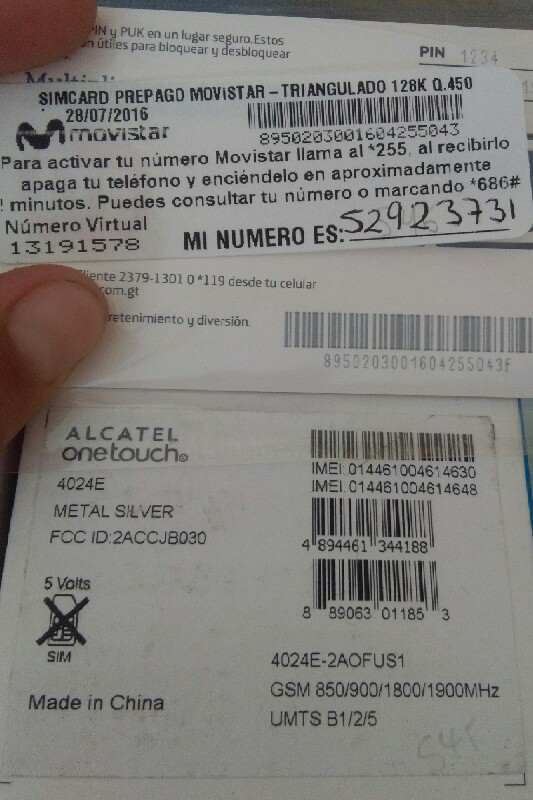 PIN y PUK en un lugar seguro. Estos
útiles para bloquear y desbloquear
PIN 1234
SIMCARD PREPAGO MOVISTAR - TRIANGULADO 128K Q.450
28/07/2016
movistar
8950203001604255043
Para activar tu número Movistar llama al *255, al recibirlo
apaga tu teléfono y enciéndelo en aproximadamente
minutos. Puedes consultar tu número o marcando *686#
Número Virtual
13191578
MI NUMERO ES: 52923731
2379-1301 0 *119 desde tu celular
com.gt
y diversión.
8950203001604255043F
ALCATEL
onetouch®
4024E
METAL SILVER
FCC ID:2ACCJB030
IMEI:014461004614630
IMEI:014461004614648
4 894461 344188
8 89063 01185 3
5 Volts
SIM
4024E-2AOFUS1
GSM 850/900/1800/1900MHz
UMTS B1/2/5
Made in China